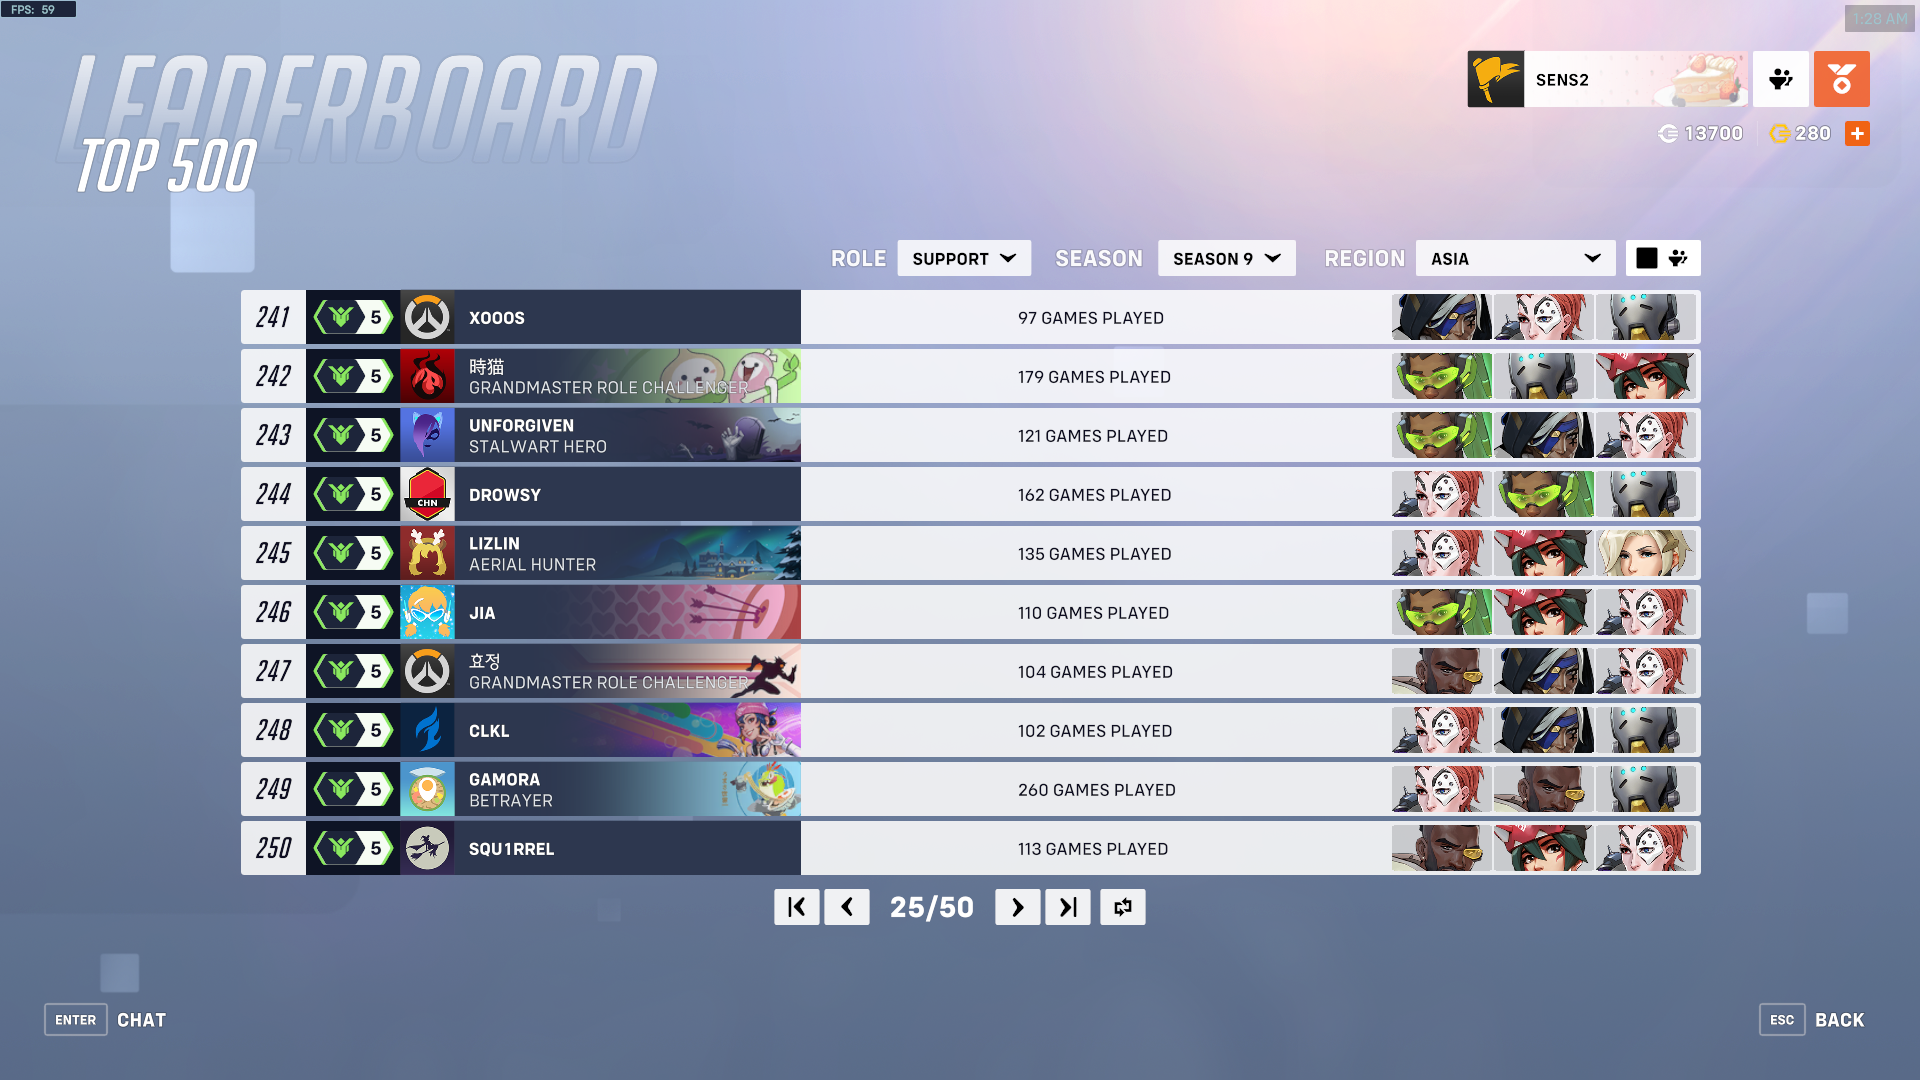 FPS: 59
1:28 AM
LEADERBOARD
TOP 500
SENS2
13700
280
ROLE SUPPORT SEASON SEASON 9 REGION ASIA
241 5 XOOOS 97 GAMES PLAYED
242 5 時猫 179 GAMES PLAYED
GRANDMASTER ROLE CHALLENGER
243 5 UNFORGIVEN 121 GAMES PLAYED
STALWART HERO
244 5 CHN DROWSY 162 GAMES PLAYED
245 5 LIZLIN 135 GAMES PLAYED
AERIAL HUNTER
246 5 JIA 110 GAMES PLAYED
247 5 효정 104 GAMES PLAYED
GRANDMASTER ROLE CHALLENGER
248 5 CLKL 102 GAMES PLAYED
249 5 GAMORA 260 GAMES PLAYED
BETRAYER
250 5 SQU1RREL 113 GAMES PLAYED
25/50
ENTER CHAT
ESC BACK